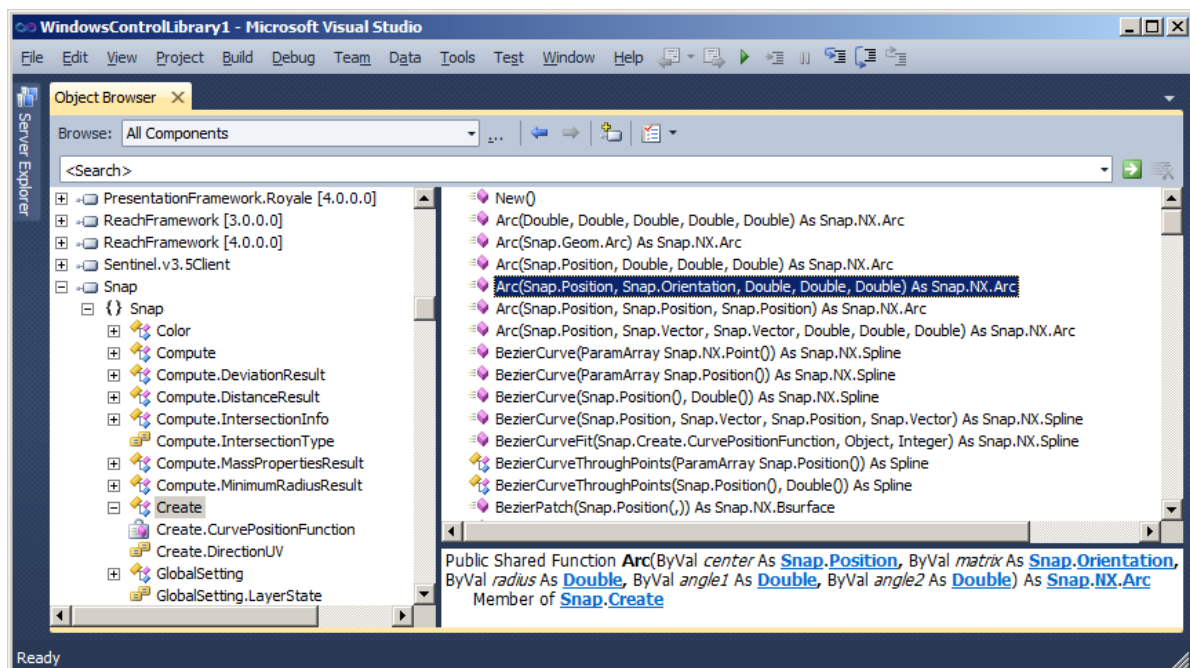 WindowsControlLibrary1 - Microsoft Visual Studio
File Edit View Project Build Debug Team Data Tools Test Window Help
Server Explorer
Object Browser
Browse: All Components ...
<Search>
PresentationFramework.Royale [4.0.0.0]
ReachFramework [3.0.0.0]
ReachFramework [4.0.0.0]
Sentinel.v3.5Client
Snap
{} Snap
Color
Compute
Compute.DeviationResult
Compute.DistanceResult
Compute.IntersectionInfo
Compute.IntersectionType
Compute.MassPropertiesResult
Compute.MinimumRadiusResult
Create
Create.CurvePositionFunction
Create.DirectionUV
GlobalSetting
GlobalSetting.LayerState
New()
Arc(Double, Double, Double, Double, Double) As Snap.NX.Arc
Arc(Snap.Geom.Arc) As Snap.NX.Arc
Arc(Snap.Position, Double, Double, Double) As Snap.NX.Arc
Arc(Snap.Position, Snap.Orientation, Double, Double, Double) As Snap.NX.Arc
Arc(Snap.Position, Snap.Position, Snap.Position) As Snap.NX.Arc
Arc(Snap.Position, Snap.Vector, Snap.Vector, Double, Double, Double) As Snap.NX.Arc
BezierCurve(ParamArray Snap.NX.Point()) As Snap.NX.Spline
BezierCurve(ParamArray Snap.Position()) As Snap.NX.Spline
BezierCurve(Snap.Position(), Double()) As Snap.NX.Spline
BezierCurve(Snap.Position, Snap.Vector, Snap.Position, Snap.Vector) As Snap.NX.Spline
BezierCurveFit(Snap.Create.CurvePositionFunction, Object, Integer) As Snap.NX.Spline
BezierCurveThroughPoints(ParamArray Snap.Position()) As Spline
BezierCurveThroughPoints(Snap.Position(), Double()) As Spline
BezierPatch(Snap.Position(,)) As Snap.NX.Bsurface
Public Shared Function Arc(ByVal center As Snap.Position, ByVal matrix As Snap.Orientation,
ByVal radius As Double, ByVal angle1 As Double, ByVal angle2 As Double) As Snap.NX.Arc
Member of Snap.Create
Ready